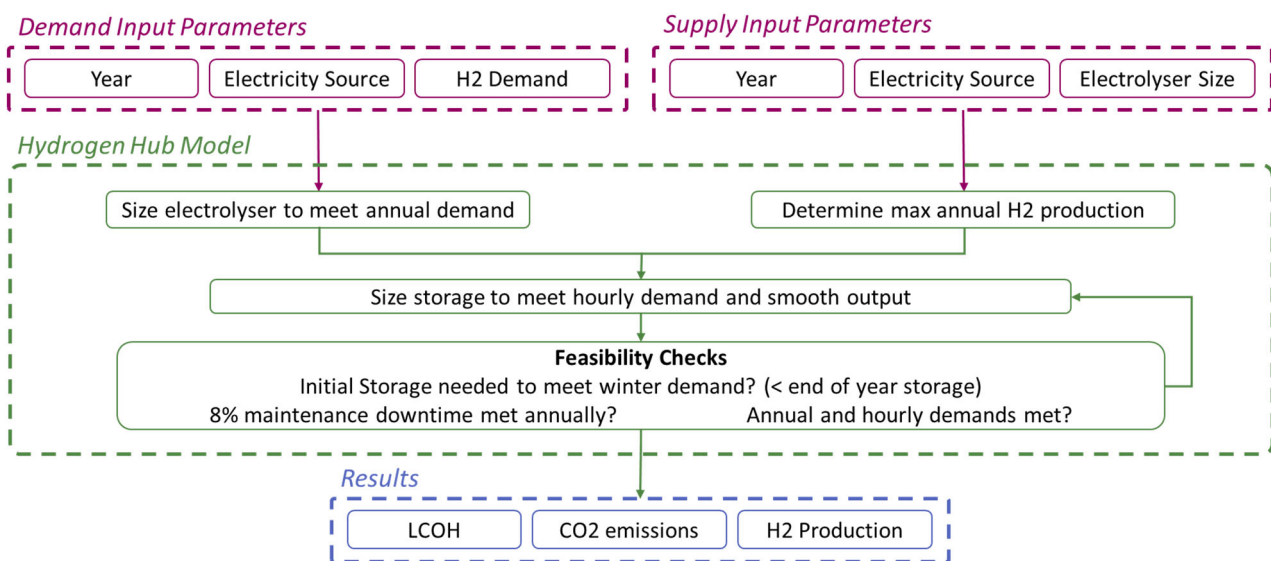 Demand Input Parameters
Supply Input Parameters
Year
Electricity Source
H2 Demand
Year
Electricity Source
Electrolyser Size
Hydrogen Hub Model
Size electrolyser to meet annual demand
Determine max annual H2 production
Size storage to meet hourly demand and smooth output
Feasibility Checks
Initial Storage needed to meet winter demand? (< end of year storage)
8% maintenance downtime met annually?
Annual and hourly demands met?
Results
LCOH
CO2 emissions
H2 Production